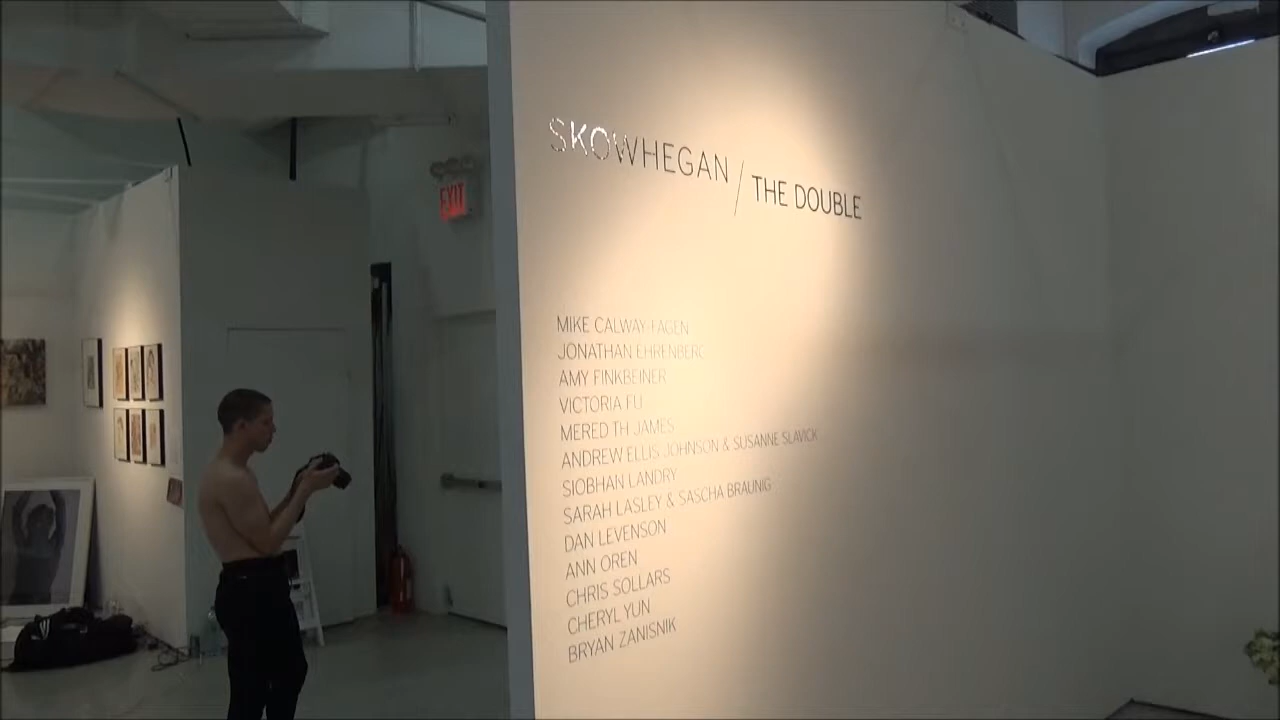 EXIT
SKOWHEGAN / THE DOUBLE
MIKE CALWAY-FAGEN
JONATHAN EHRENBERG
AMY FINKBEINER
VICTORIA FU
MEREDITH JAMES
ANDREW ELLIS JOHNSON & SUSANNE SLAVICK
SIOBHAN LANDRY
SARAH LASLEY & SASCHA BRAUNIG
DAN LEVENSON
ANN OREN
CHRIS SOLLARS
CHERYL YUN
BRYAN ZANISNIK